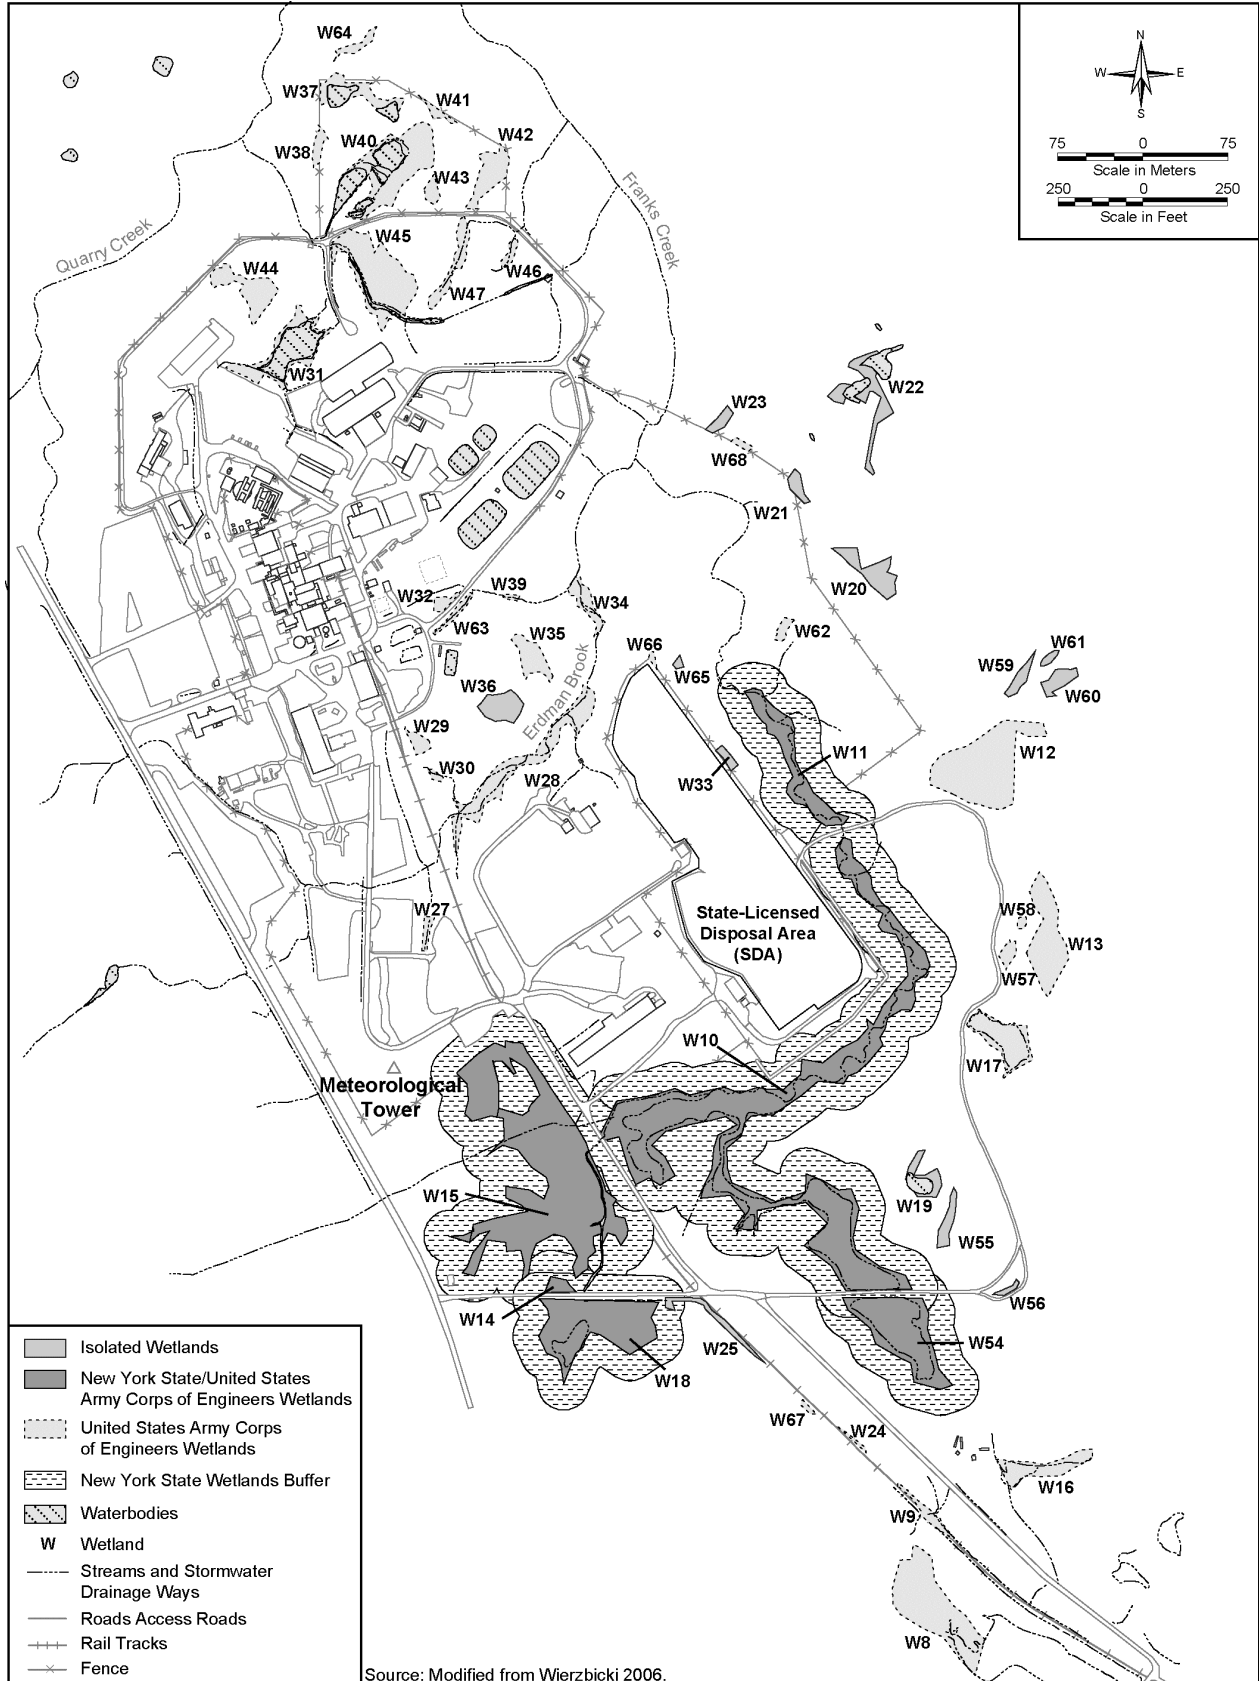 W64
N
W E
S
75 0 75
Scale in Meters
250 0 250
Scale in Feet
W37
W41
W40
W42
W38
W43
Franks Creek
Quarry Creek
W45
W44
W46
W47
W31
W22
W23
W68
W21
W20
W39
W32
W34
W63
W62
W35
W66
W65
W61
W59
W60
W36
Erdman Brook
W29
W12
W11
W30
W28
W33
W27
State-Licensed
Disposal Area
(SDA)
W58
W13
W57
W10
W17
Meteorological
Tower
W15
W19
W55
W56
W14
W25
W54
W18
W67
W24
W16
W9
W8
Isolated Wetlands
New York State/United States
Army Corps of Engineers Wetlands
United States Army Corps
of Engineers Wetlands
New York State Wetlands Buffer
Waterbodies
W Wetland
Streams and Stormwater
Drainage Ways
Roads Access Roads
Rail Tracks
Fence
Source: Modified from Wierzbicki 2006.